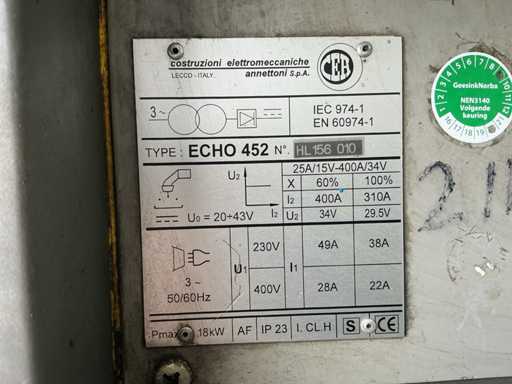 costruzioni elettromeccaniche
annettoni S.p.A.
LECCO - ITALY
CEA
3~
IEC 974-1
EN 60974-1
TYPE: ECHO 452 N°. HL156 010
25A/15V-400A/34V
X 60% 100%
I2 400A 310A
U2 34V 29.5V
U2
I2
U0 = 20÷43V
3~
50/60Hz
U1
230V
400V
I1
49A 38A
28A 22A
Pmax 18kW AF IP 23 I. CL.H S CE
GeesinkNorba
NEN3140
Volgende
keuring